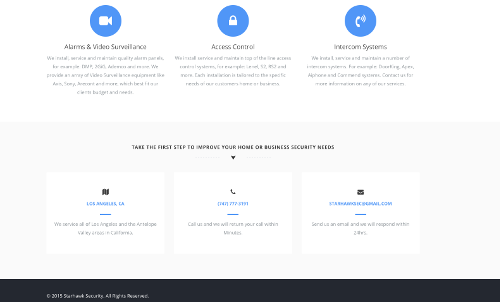 Alarms & Video Surveillance
We install, service and maintain quality alarm panels,
for example: DMP, 2GIG, Ademco and more. We
provide an array of Video Surveillance equipment like
Axis, Sony, Avycon and more, which best fit our
clients budget and needs.
Access Control
We install, service and maintain top of the line access
control systems, for example: Lenel, S2, RS2 and
more. Each installation is tailored to the specific
needs of our customers home or business.
Intercom Systems
We install, service and maintain a number of
Intercom systems. For example: DoorKing, Aipro,
Aiphone and Commend systems. Contact us for
more information on any of our services.
TAKE THE FIRST STEP TO IMPROVE YOUR HOME OR BUSINESS SECURITY NEEDS
LOS ANGELES, CA
We service all of Los Angeles and the Antelope
Valley areas in California.
Call us and we will return your call within
Minutes.
STARHAWKSEC@GMAIL.COM
Send us an email and we will respond within
24hrs.
© 2015 Starhawk Security. All Rights Reserved.